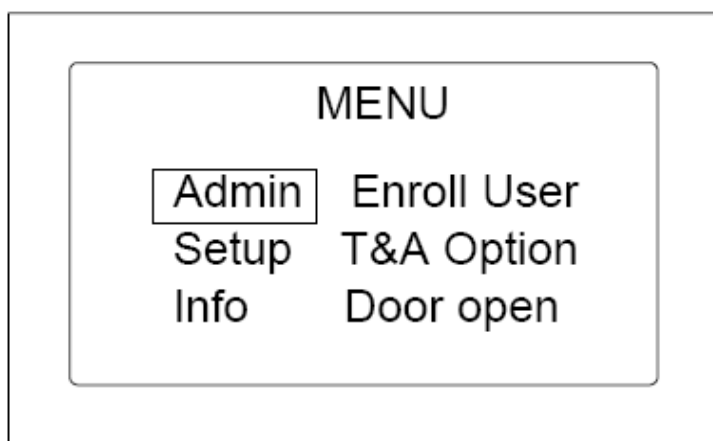 MENU
Admin Enroll User
Setup T&A Option
Info Door open